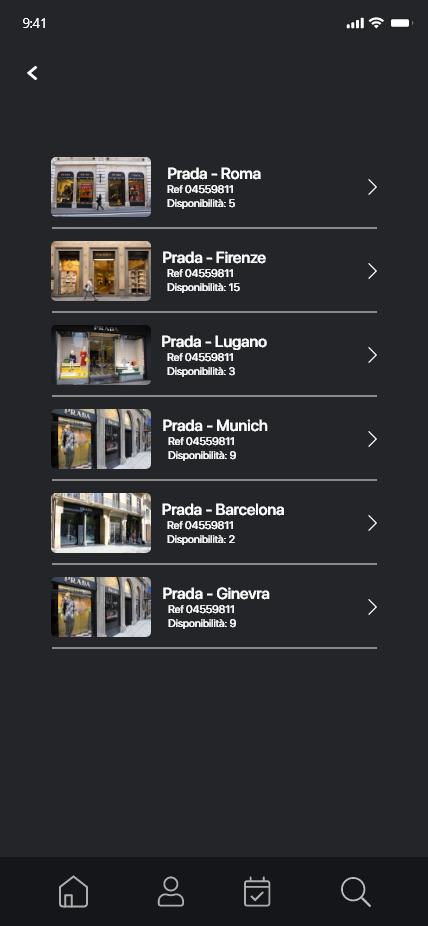 9:41
Prada - Roma
Ref 04559811
Disponibilità: 5
Prada - Firenze
Ref 04559811
Disponibilità: 15
PRADA
Prada - Lugano
Ref 04559811
Disponibilità: 3
PRADA
Prada - Munich
Ref 04559811
Disponibilità: 9
Prada - Barcelona
Ref 04559811
Disponibilità: 2
PRADA
Prada - Ginevra
Ref 04559811
Disponibilità: 9